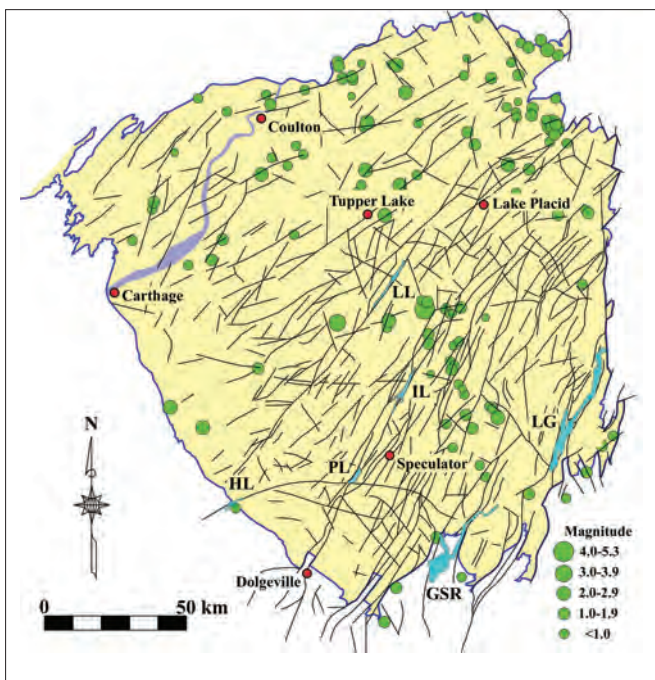 Coulton
Tupper Lake
Lake Placid
Carthage
LL
IL
LG
N
HL
PL
Speculator
Magnitude
4.0-5.3
3.0-3.9
2.0-2.9
1.0-1.9
<1.0
Dolgeville
GSR
0
50 km